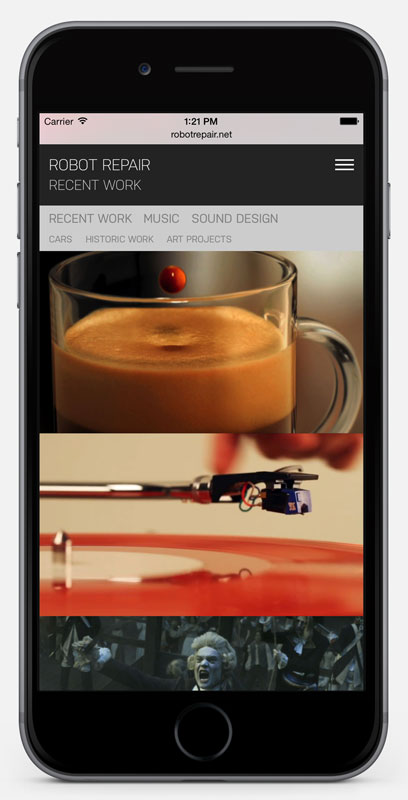 Carrier 1:21 PM
robotrepair.net
ROBOT REPAIR
RECENT WORK
RECENT WORK MUSIC SOUND DESIGN
CARS HISTORIC WORK ART PROJECTS